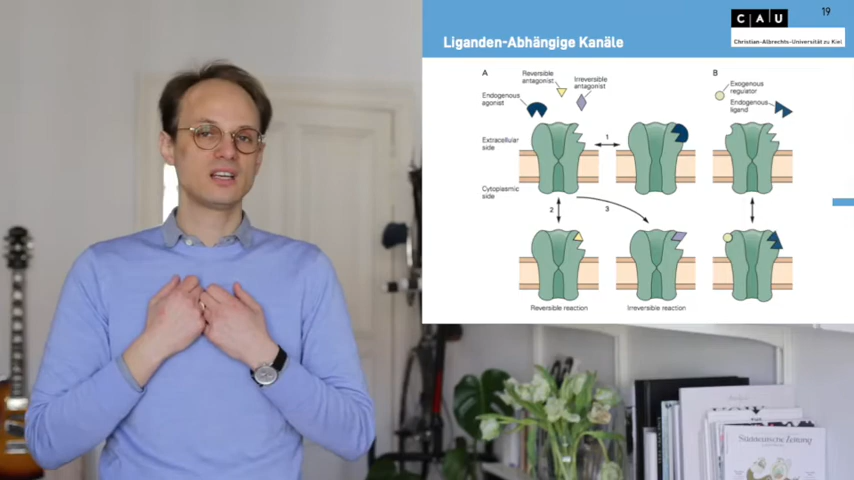 Liganden-Abhängige Kanäle
C A U
19
Christian-Albrechts-Universität zu Kiel
A
Reversible
antagonist
Irreversible
antagonist
Endogenous
agonist
Extracellular
side
1
Cytoplasmic
side
2
3
Reversible reaction
Irreversible reaction
B
Exogenous
regulator
Endogenous
ligand
Süddeutsche Zeitung